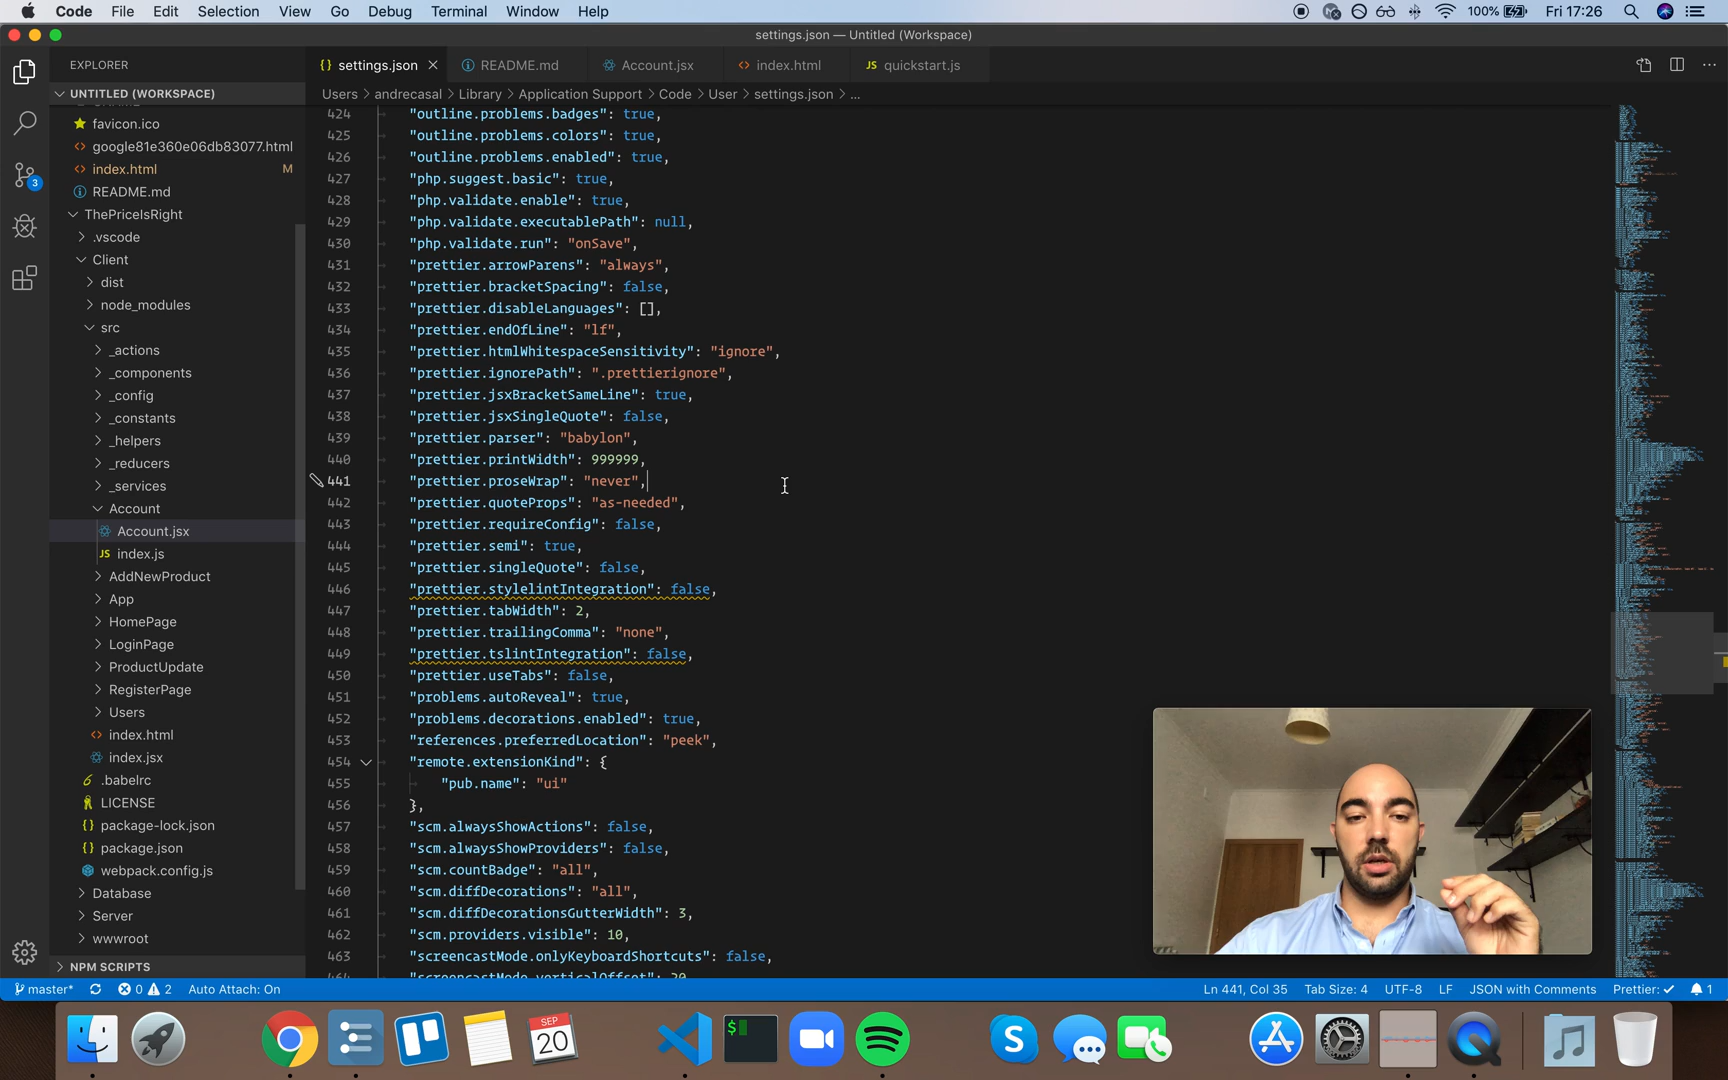 Code File Edit Selection View Go Debug Terminal Window Help
100% Fri 17:26
settings.json — Untitled (Workspace)
EXPLORER
UNTITLED (WORKSPACE)
favicon.ico
google81e360e06db83077.html
index.html M
README.md
ThePriceIsRight
.vscode
Client
dist
node_modules
src
_actions
_components
_config
_constants
_helpers
_reducers
_services
Account
Account.jsx
JS index.js
AddNewProduct
App
HomePage
LoginPage
ProductUpdate
RegisterPage
Users
index.html
index.jsx
.babelrc
LICENSE
{} package-lock.json
{} package.json
webpack.config.js
Database
Server
wwwroot
NPM SCRIPTS
3
{} settings.json
README.md
Account.jsx
index.html
JS quickstart.js
Users > andrecasal > Library > Application Support > Code > User > settings.json > ...
424 "outline.problems.badges": true,
425 "outline.problems.colors": true,
426 "outline.problems.enabled": true,
427 "php.suggest.basic": true,
428 "php.validate.enable": true,
429 "php.validate.executablePath": null,
430 "php.validate.run": "onSave",
431 "prettier.arrowParens": "always",
432 "prettier.bracketSpacing": false,
433 "prettier.disableLanguages": [],
434 "prettier.endOfLine": "lf",
435 "prettier.htmlWhitespaceSensitivity": "ignore",
436 "prettier.ignorePath": ".prettierignore",
437 "prettier.jsxBracketSameLine": true,
438 "prettier.jsxSingleQuote": false,
439 "prettier.parser": "babylon",
440 "prettier.printWidth": 999999,
441 "prettier.proseWrap": "never",
442 "prettier.quoteProps": "as-needed",
443 "prettier.requireConfig": false,
444 "prettier.semi": true,
445 "prettier.singleQuote": false,
446 "prettier.stylelintIntegration": false,
447 "prettier.tabWidth": 2,
448 "prettier.trailingComma": "none",
449 "prettier.tslintIntegration": false,
450 "prettier.useTabs": false,
451 "problems.autoReveal": true,
452 "problems.decorations.enabled": true,
453 "references.preferredLocation": "peek",
454 "remote.extensionKind": {
455 "pub.name": "ui"
456 },
457 "scm.alwaysShowActions": false,
458 "scm.alwaysShowProviders": false,
459 "scm.countBadge": "all",
460 "scm.diffDecorations": "all",
461 "scm.diffDecorationsGutterWidth": 3,
462 "scm.providers.visible": 10,
463 "screencastMode.onlyKeyboardShortcuts": false,
464 "screencastMode.verticalOffset": 20,
master* 0 2 Auto Attach: On
Ln 441, Col 35 Tab Size: 4 UTF-8 LF JSON with Comments Prettier: ✓ 1
SEP
20
$